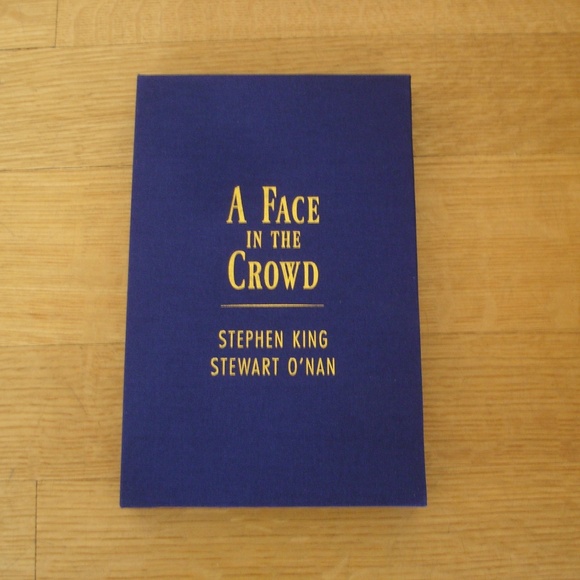 A FACE
IN THE
CROWD
STEPHEN KING
STEWART O'NAN